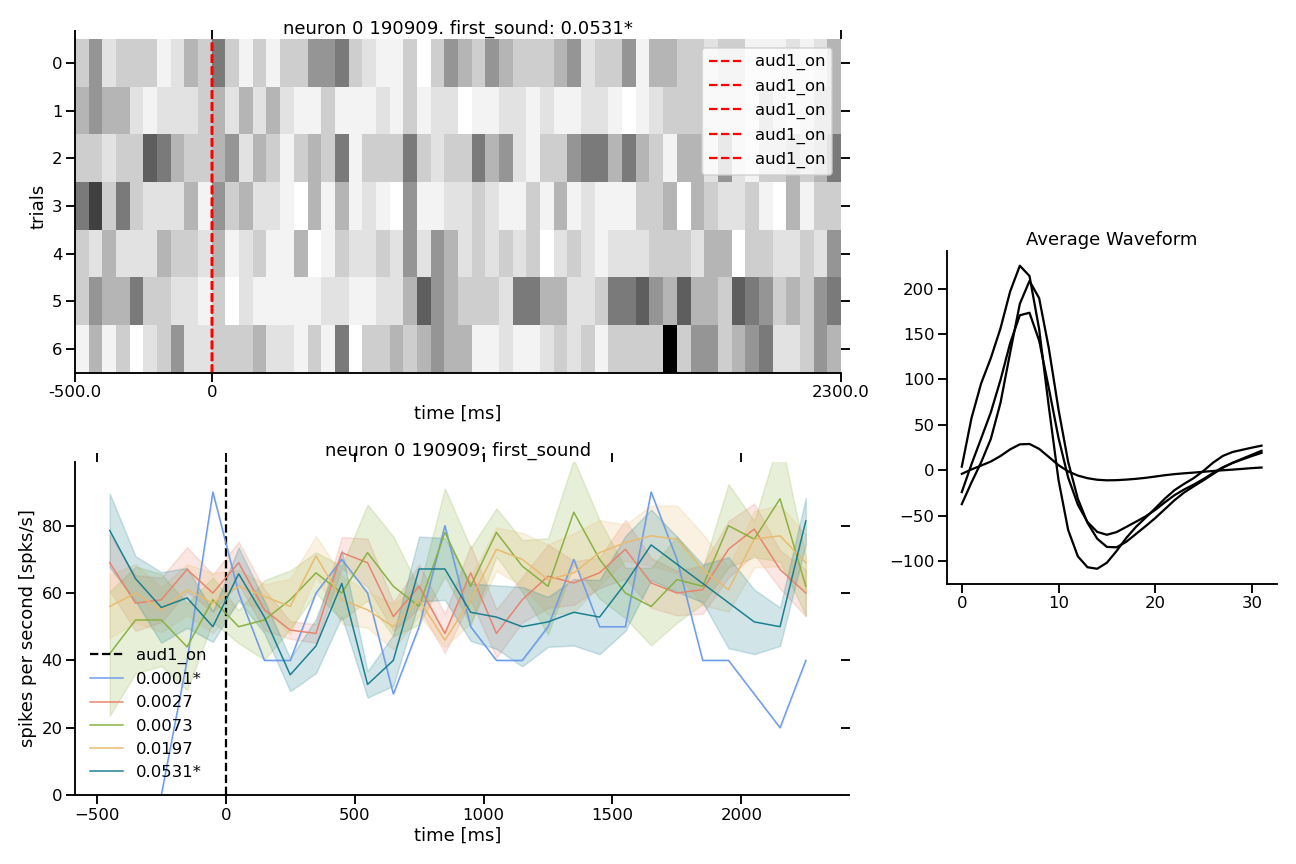 neuron 0 190909. first_sound: 0.0531*
trials
0
1
2
3
4
5
6
aud1_on
aud1_on
aud1_on
aud1_on
aud1_on
-500.0 0 2300.0
time [ms]
neuron 0 190909: first_sound
spikes per second [spks/s]
80
60
40
20
0
aud1_on
0.0001*
0.0027
0.0073
0.0197
0.0531*
−500 0 500 1000 1500 2000
time [ms]
Average Waveform
200
150
100
50
0
−50
−100
0 10 20 30